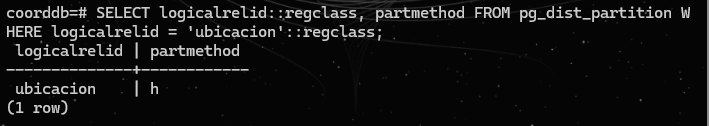 coorddb=# SELECT logicalrelid::regclass, partmethod FROM pg_dist_partition W
HERE logicalrelid = 'ubicacion'::regclass;
 logicalrelid | partmethod
--------------+------------
 ubicacion    | h
(1 row)